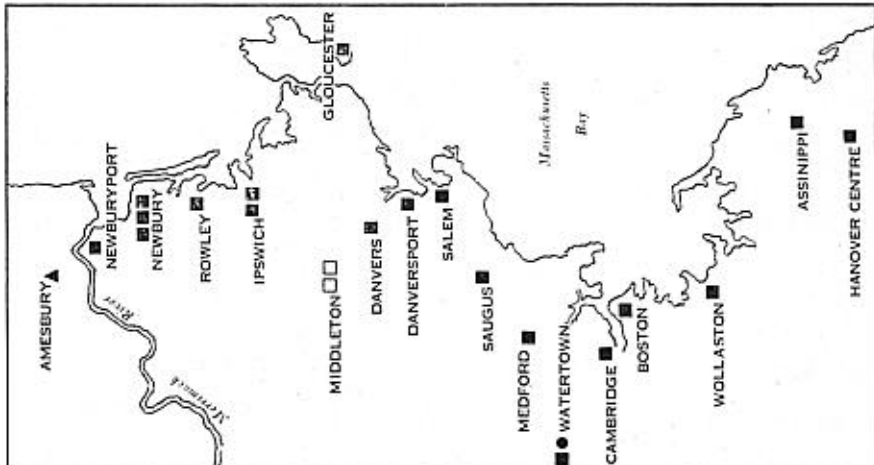 AMESBURY
Merrimack River
NEWBURYPORT
NEWBURY
ROWLEY
IPSWICH
GLOUCESTER
MIDDLETON
DANVERS
DANVERSPORT
SALEM
SAUGUS
Massachusetts
Bay
MEDFORD
WATERTOWN
CAMBRIDGE
BOSTON
WOLLASTON
ASSINIPPI
HANOVER CENTRE